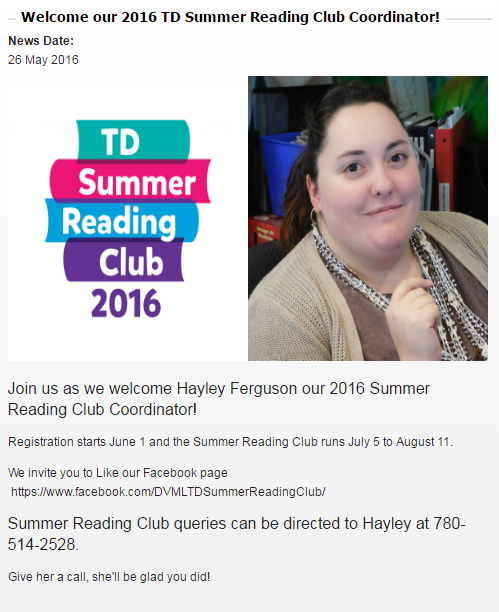 Welcome our 2016 TD Summer Reading Club Coordinator!
News Date:
26 May 2016
TD
Summer
Reading
Club
2016
Join us as we welcome Hayley Ferguson our 2016 Summer
Reading Club Coordinator!
Registration starts June 1 and the Summer Reading Club runs July 5 to August 11.
We invite you to Like our Facebook page
https://www.facebook.com/DVMLTDSummerReadingClub/
Summer Reading Club queries can be directed to Hayley at 780-
514-2528.
Give her a call, she'll be glad you did!